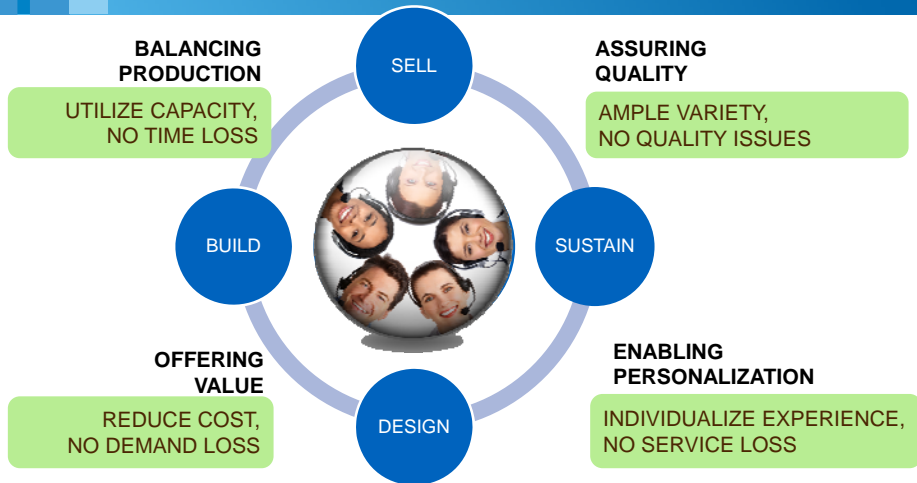 BALANCING
PRODUCTION
UTILIZE CAPACITY,
NO TIME LOSS
SELL
ASSURING
QUALITY
AMPLE VARIETY,
NO QUALITY ISSUES
BUILD
SUSTAIN
OFFERING
VALUE
REDUCE COST,
NO DEMAND LOSS
DESIGN
ENABLING
PERSONALIZATION
INDIVIDUALIZE EXPERIENCE,
NO SERVICE LOSS